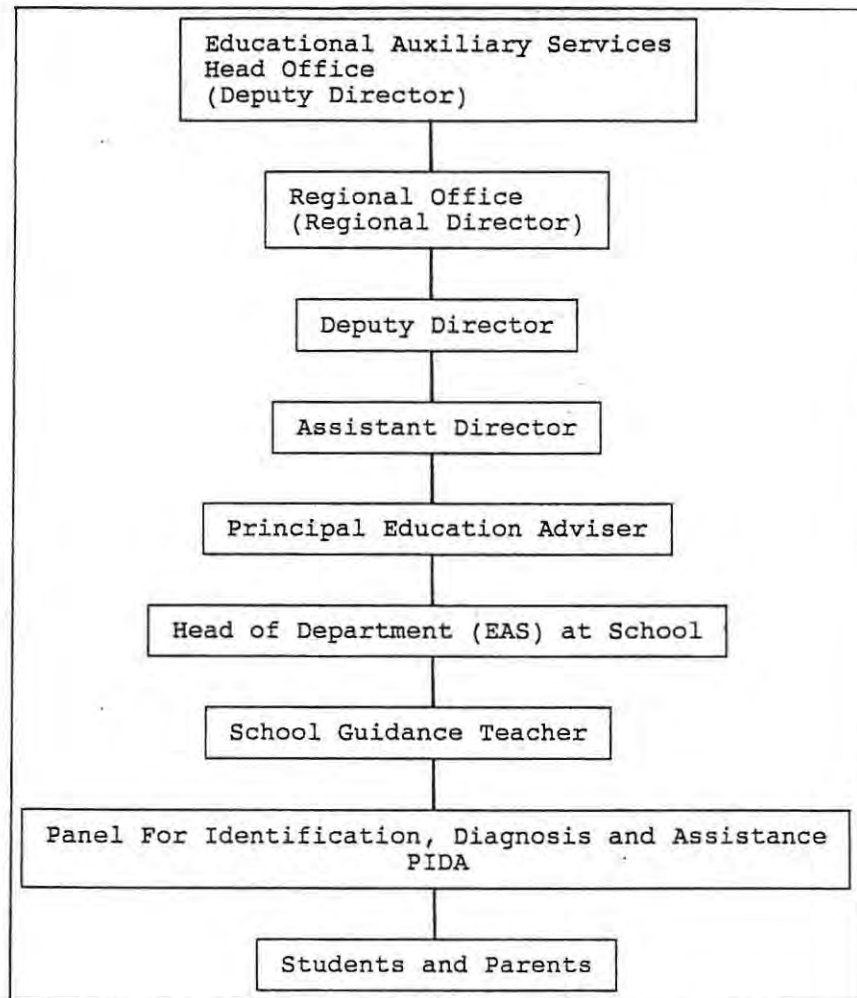 Educational Auxiliary Services
Head Office
(Deputy Director)
Regional Office
(Regional Director)
Deputy Director
Assistant Director
Principal Education Adviser
Head of Department (EAS) at School
School Guidance Teacher
Panel For Identification, Diagnosis and Assistance
PIDA
Students and Parents